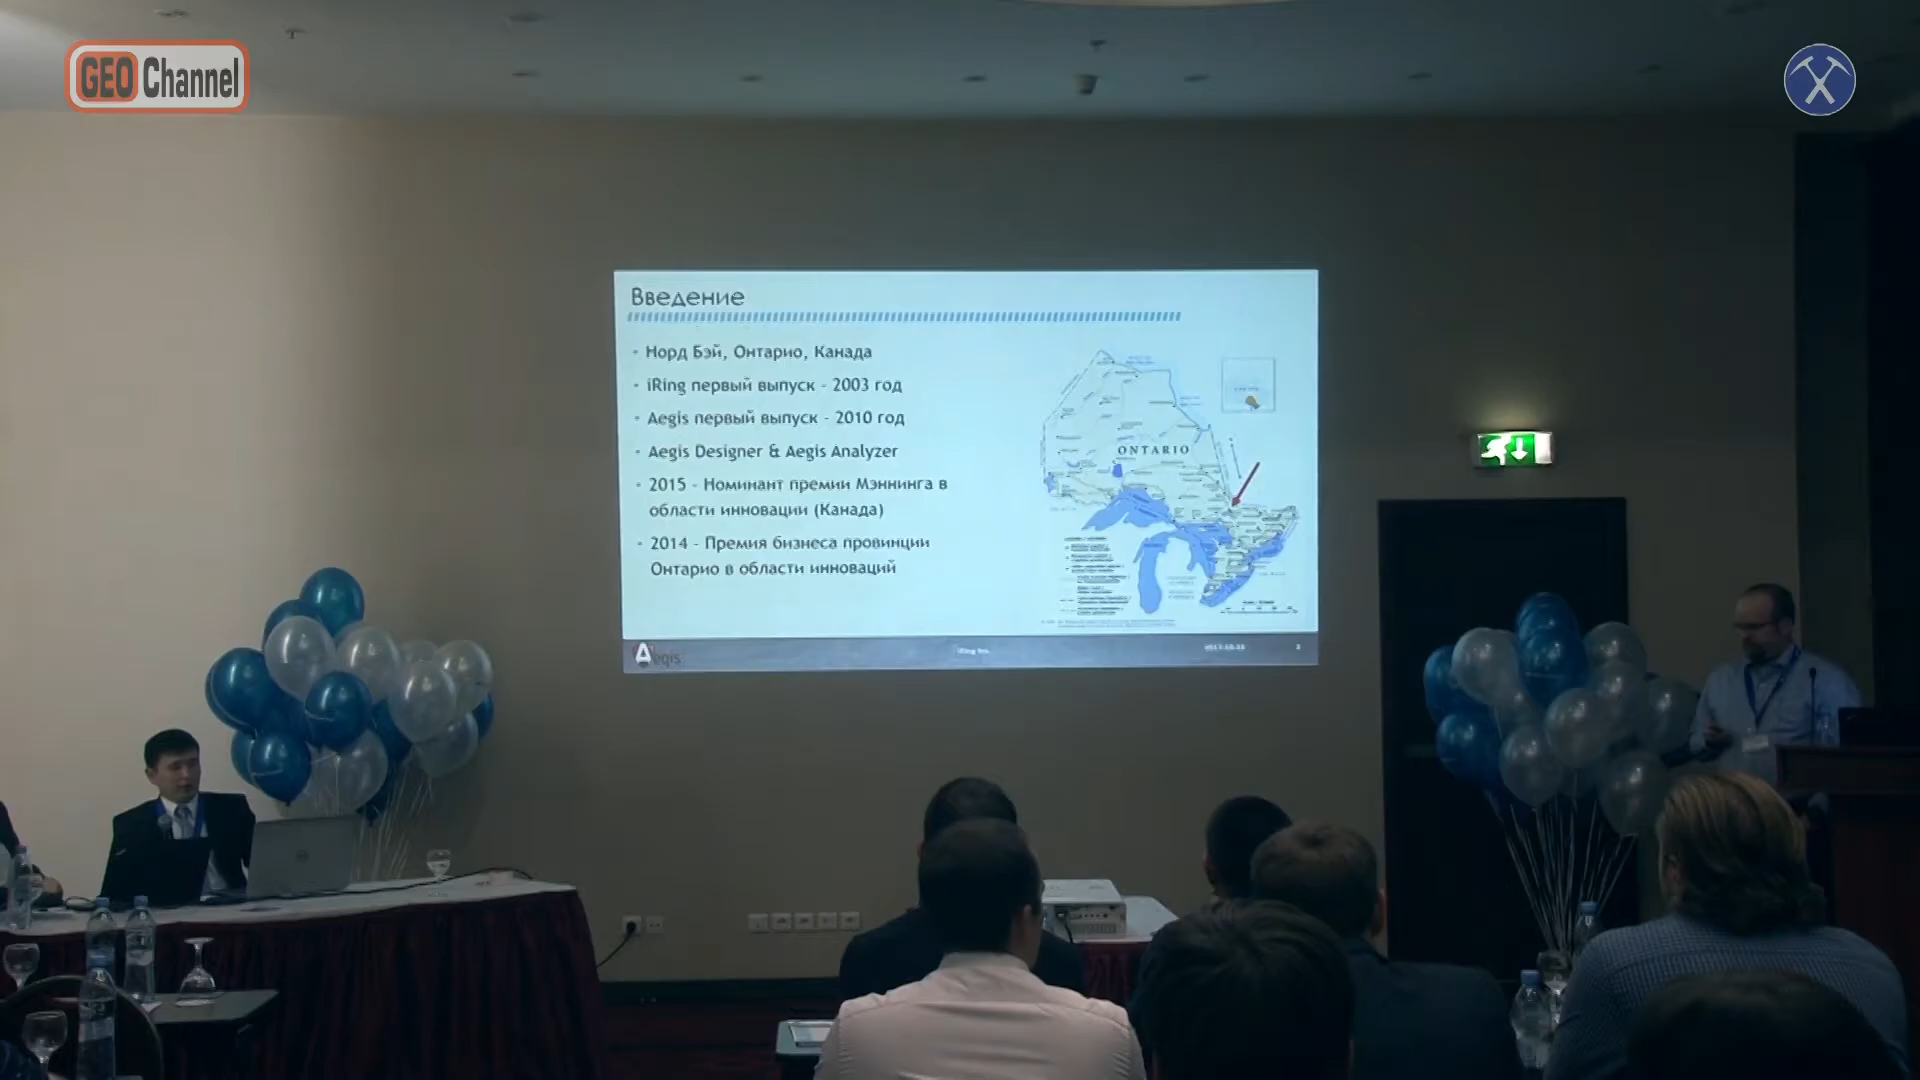 GEO Channel
Введение
- Норд Бэй, Онтарио, Канада
- iRing первый выпуск - 2003 год
- Aegis первый выпуск - 2010 год
- Aegis Designer & Aegis Analyzer
- 2015 - Номинант премии Мэннинга в
области инновации (Канада)
- 2014 - Премия бизнеса провинции
Онтарио в области инноваций
ONTARIO
Aegis